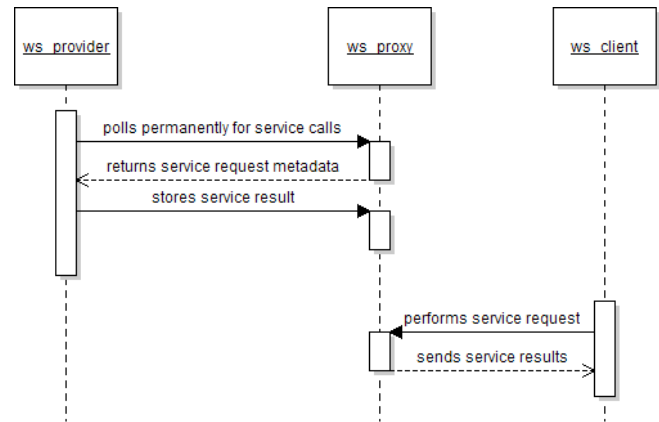 ws_provider
ws_proxy
ws_client
polls permanently for service calls
returns service request metadata
stores service result
performs service request
sends service results